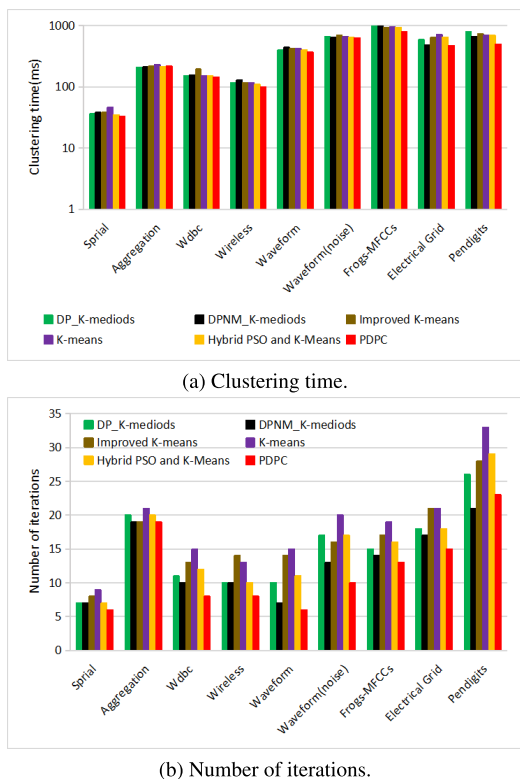 1000
100
10
1
Clustering time(ms)
Sprial
Aggregation
Wdbc
Wireless
Waveform
Waveform(noise)
Frogs-MFCCs
Electrical Grid
Pendigits
DP_K-mediods DPNM_K-mediods Improved K-means
K-means Hybrid PSO and K-Means PDPC
(a) Clustering time.
35
30
25
20
15
10
5
0
Number of iterations
DP_K-mediods DPNM_K-mediods
Improved K-means K-means
Hybrid PSO and K-Means PDPC
Sprial
Aggregation
Wdbc
Wireless
Waveform
Waveform(noise)
Frogs-MFCCs
Electrical Grid
Pendigits
(b) Number of iterations.